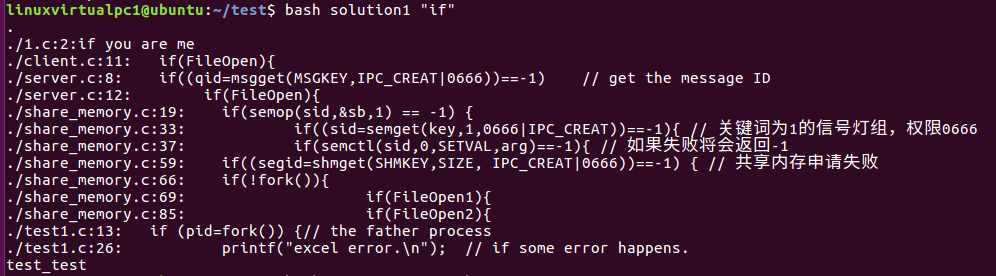 linuxvirtualpc1@ubuntu:~/test$ bash solution1 "if"
.
./1.c:2:if you are me
./client.c:11:   if(FileOpen){
./server.c:8:    if((qid=msgget(MSGKEY,IPC_CREAT|0666))==-1)    // get the message ID
./server.c:12:         if(FileOpen){
./share_memory.c:19:    if(semop(sid,&sb,1) == -1) {
./share_memory.c:33:            if((sid=semget(key,1,0666|IPC_CREAT))==-1){ // 关键词为1的信号灯组，权限0666
./share_memory.c:37:            if(semctl(sid,0,SETVAL,arg)==-1){ // 如果失败将会返回-1
./share_memory.c:59:    if((segid=shmget(SHMKEY,SIZE, IPC_CREAT|0666))==-1) { // 共享内存申请失败
./share_memory.c:66:    if(!fork()){
./share_memory.c:69:                    if(FileOpen1){
./share_memory.c:85:                    if(FileOpen2){
./test1.c:13:   if (pid=fork()) {// the father process
./test1.c:26:           printf("excel error.\n");  // if some error happens.
test_test